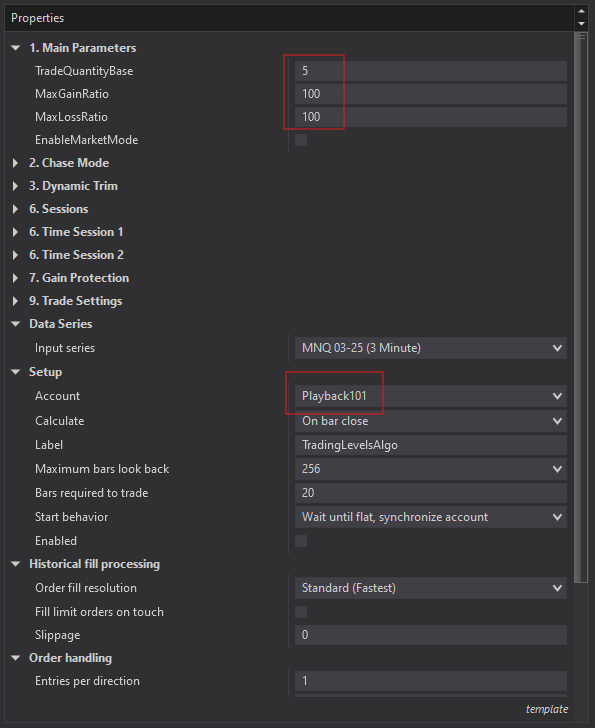 Properties
1. Main Parameters
TradeQuantityBase 5
MaxGainRatio 100
MaxLossRatio 100
EnableMarketMode
2. Chase Mode
3. Dynamic Trim
6. Sessions
6. Time Session 1
6. Time Session 2
7. Gain Protection
9. Trade Settings
Data Series
Input series MNQ 03-25 (3 Minute)
Setup
Account Playback101
Calculate On bar close
Label TradingLevelsAlgo
Maximum bars look back 256
Bars required to trade 20
Start behavior Wait until flat, synchronize account
Enabled
Historical fill processing
Order fill resolution Standard (Fastest)
Fill limit orders on touch
Slippage 0
Order handling
Entries per direction 1
template